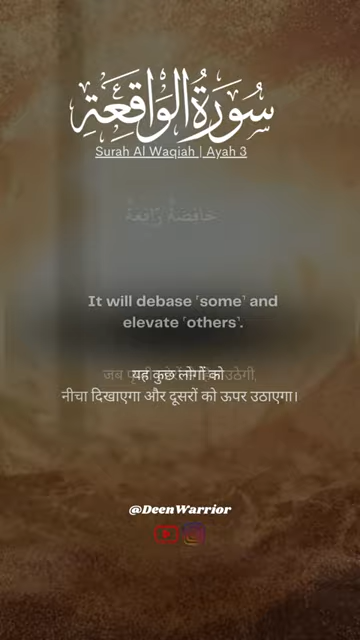 سُورَةُ الوَاقِعَةِ
Surah Al Waqiah | Ayah 3
خَافِضَةٌ رَّافِعَةٌ
It will debase ˹some˺ and
elevate ˹others˺.
यह कुछ लोगों को
नीचा दिखाएगा और दूसरों को ऊपर उठाएगा।
@DeenWarrior